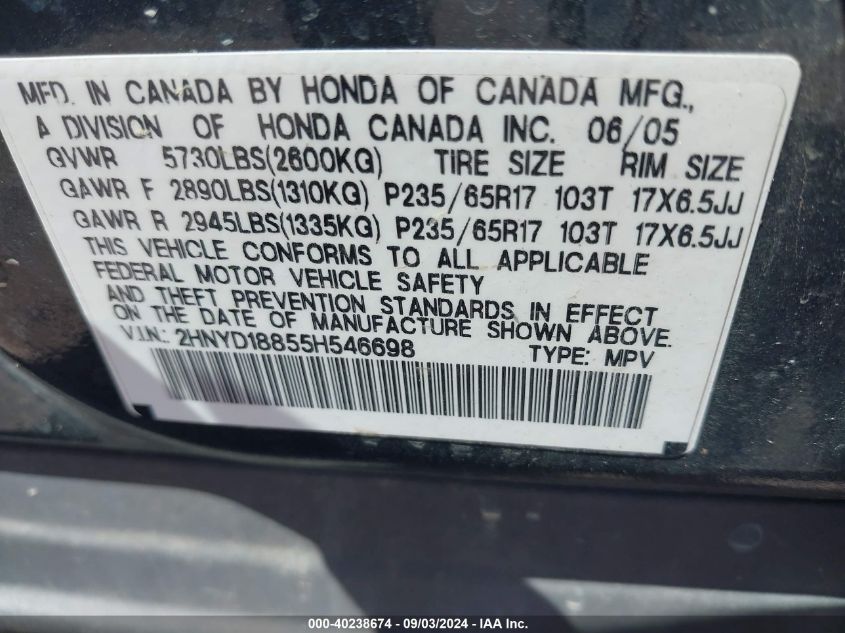 MFD. IN CANADA BY HONDA OF CANADA MFG.,
A DIVISION OF HONDA CANADA INC. 06/05
GVWR 5730LBS(2600KG) TIRE SIZE RIM SIZE
GAWR F 2890LBS(1310KG) P235/65R17 103T 17X6.5JJ
GAWR R 2945LBS(1335KG) P235/65R17 103T 17X6.5JJ
THIS VEHICLE CONFORMS TO ALL APPLICABLE
FEDERAL MOTOR VEHICLE SAFETY
AND THEFT PREVENTION STANDARDS IN EFFECT
ON THE DATE OF MANUFACTURE SHOWN ABOVE.
V.I.N.: 2HNYD18855H546698 TYPE: MPV
000-40238674 - 09/03/2024 - IAA Inc.